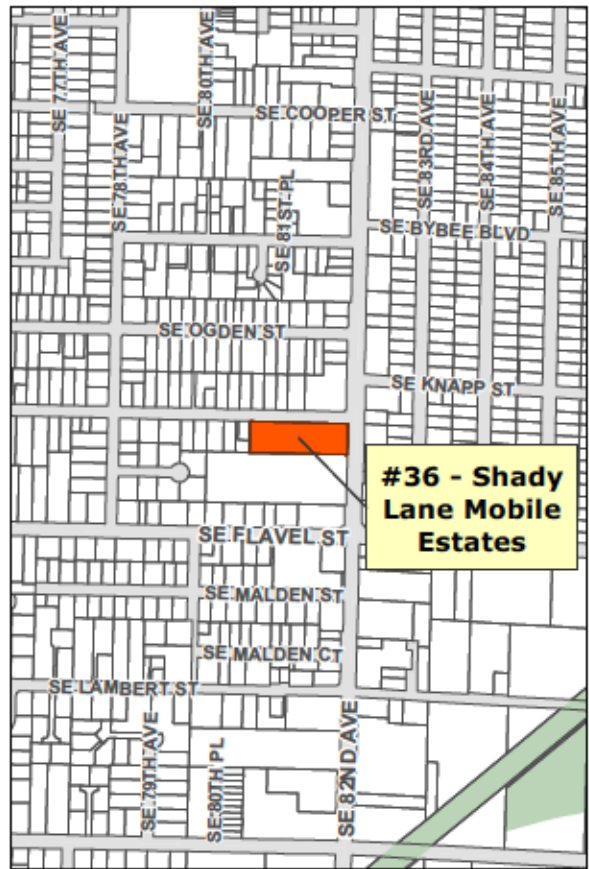 SE 77TH AVE
SE 80TH AVE
SE COOPER ST
SE 78TH AVE
SE 83RD AVE
SE 84TH AVE
SE 85TH AVE
SE 81ST PL
SE BYBEE BLVD
SE OGDEN ST
SE KNAPP ST
#36 - Shady
Lane Mobile
Estates
SE FLAVEL ST
SE MALDEN ST
SE MALDEN CT
SE LAMBERT ST
SE 79TH AVE
SE 80TH PL
SE 82ND AVE